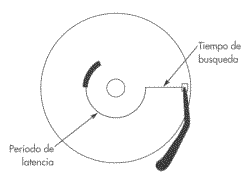 Tiempo de
busqueda
Período de
latencia